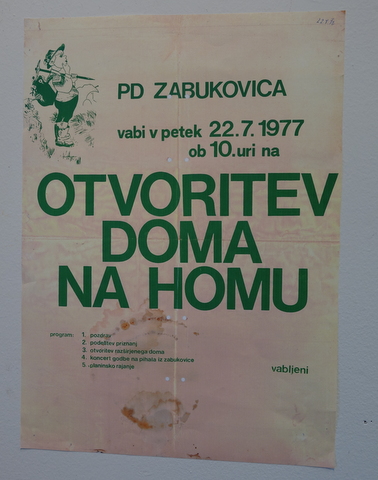 PD ZABUKOVICA
vabi v petek 22.7.1977
ob 10.uri na
OTVORITEV
DOMA
NA HOMU
program: 1. pozdrav
2. podelitev priznanj
3. otvoritev razširjenega doma
4. koncert godbe na pihala iz zabukovice
5. planinsko rajanje
vabljeni